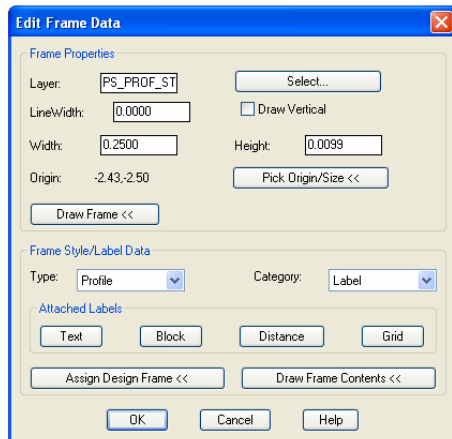 Edit Frame Data
Frame Properties
Layer: PS_PROF_ST Select...
LineWidth: 0.0000 Draw Vertical
Width: 0.2500 Height: 0.0099
Origin: -2.43,-2.50 Pick Origin/Size <<
Draw Frame <<
Frame Style/Label Data
Type: Profile Category: Label
Attached Labels
Text Block Distance Grid
Assign Design Frame << Draw Frame Contents <<
OK Cancel Help